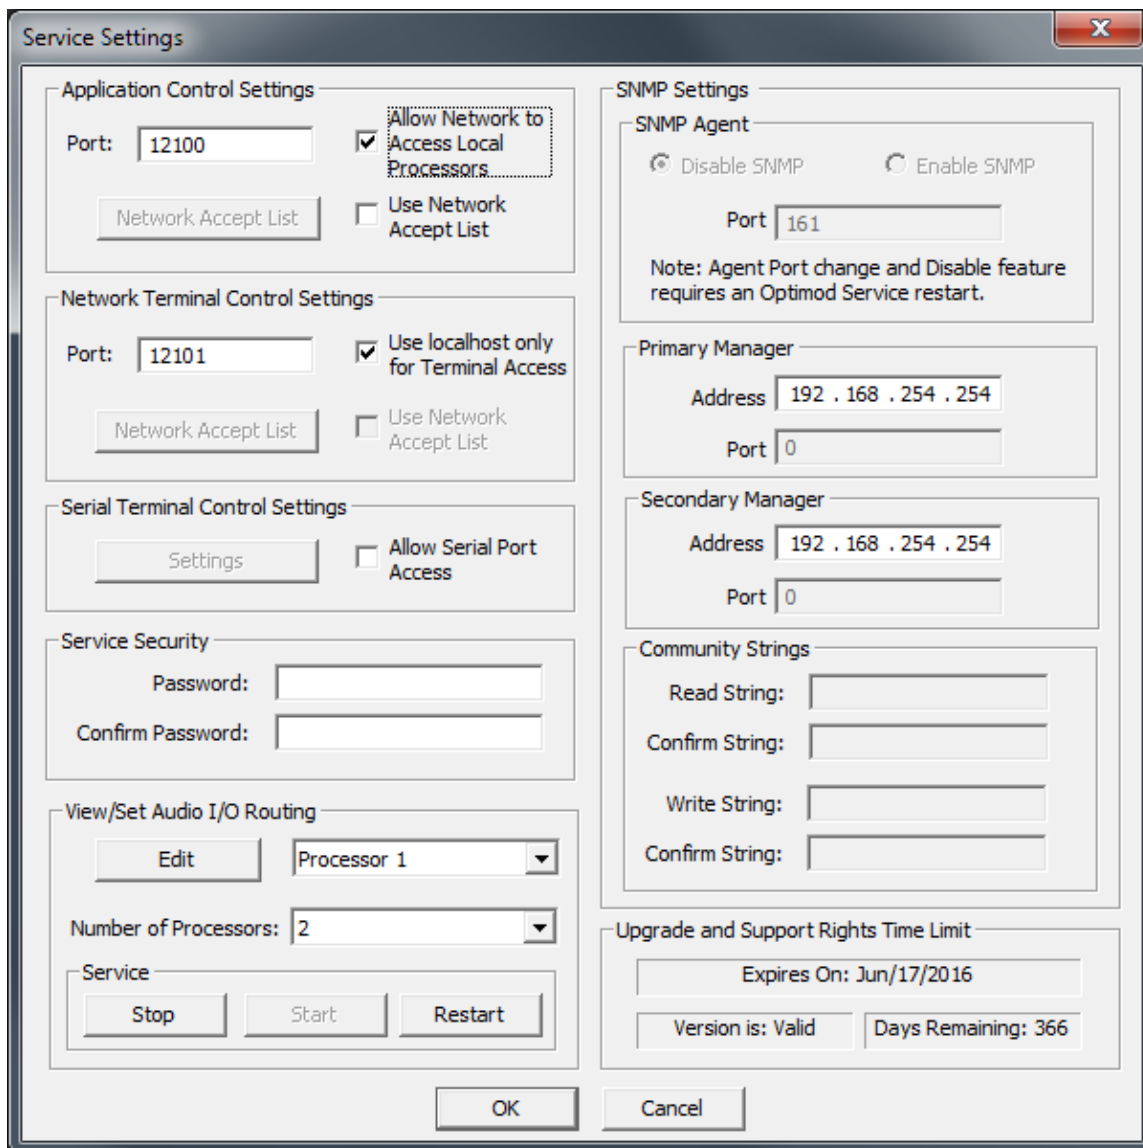 Service Settings
Application Control Settings
Port: 12100
Allow Network to
Access Local
Processors
Network Accept List
Use Network
Accept List
Network Terminal Control Settings
Port: 12101
Use localhost only
for Terminal Access
Network Accept List
Use Network
Accept List
Serial Terminal Control Settings
Settings
Allow Serial Port
Access
Service Security
Password:
Confirm Password:
View/Set Audio I/O Routing
Edit
Processor 1
Number of Processors: 2
Service
Stop
Start
Restart
SNMP Settings
SNMP Agent
Disable SNMP
Enable SNMP
Port 161
Note: Agent Port change and Disable feature
requires an Optimod Service restart.
Primary Manager
Address 192 . 168 . 254 . 254
Port 0
Secondary Manager
Address 192 . 168 . 254 . 254
Port 0
Community Strings
Read String:
Confirm String:
Write String:
Confirm String:
Upgrade and Support Rights Time Limit
Expires On: Jun/17/2016
Version is: Valid
Days Remaining: 366
OK
Cancel